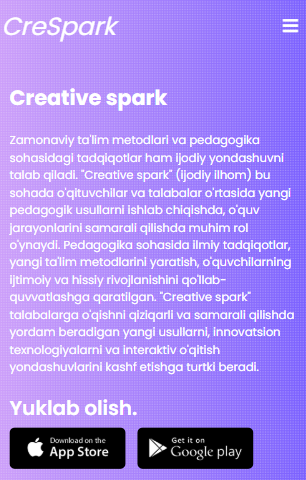 CreSpark
Creative spark
Zamonaviy ta'lim metodlari va pedagogika
sohasidagi tadqiqotlar ham ijodiy yondashuvni
talab qiladi. "Creative spark" (ijodiy ilhom) bu
sohada o'qituvchilar va talabalar o'rtasida yangi
pedagogik usullarni ishlab chiqishda, o'quv
jarayonlarini samarali qilishda muhim rol
o'ynaydi. Pedagogika sohasida ilmiy tadqiqotlar,
yangi ta'lim metodlarini yaratish, o'quvchilarning
ijtimoiy va hissiy rivojlanishini qo'llab-
quvvatlashga qaratilgan. "Creative spark"
talabalarga o'qishni qiziqarli va samarali qilishda
yordam beradigan yangi usullarni, innovatsion
texnologiyalarni va interaktiv o'qitish
yondashuvlarini kashf etishga turtki beradi.
Yuklab olish.
Download on the
App Store
Get it on
Google play